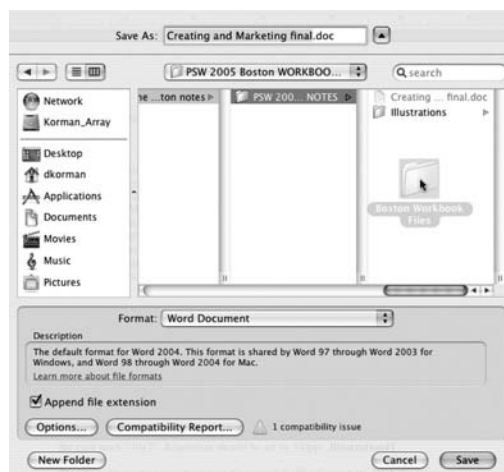 Save As: Creating and Marketing final.doc
PSW 2005 Boston WORKBOO...
search
Network
Korman_Array
Desktop
dkorman
Applications
Documents
Movies
Music
Pictures
ne ...ton notes
PSW 200... NOTES
Creating ... final.doc
Illustrations
Boston Workbook
Files
Format: Word Document
Description
The default format for Word 2004. This format is shared by Word 97 through Word 2003 for
Windows, and Word 98 through Word 2004 for Mac.
Learn more about file formats
Append file extension
Options... Compatibility Report... 1 compatibility issue
New Folder Cancel Save